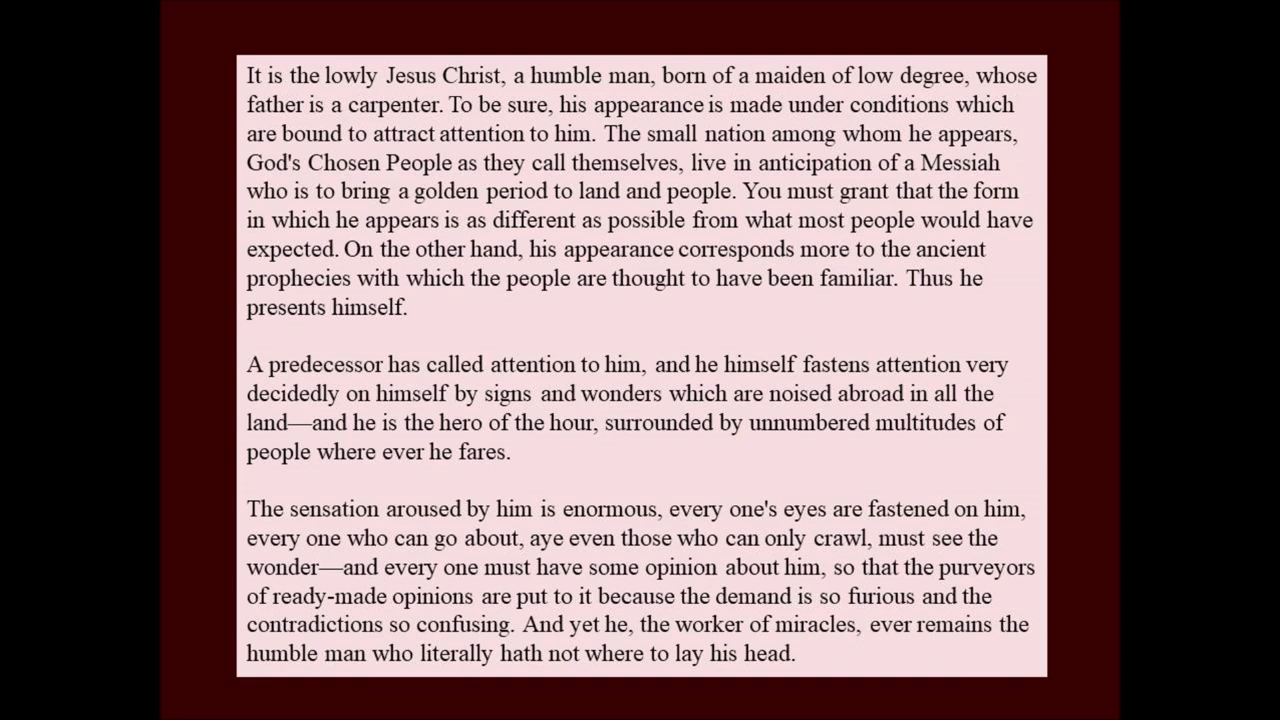 It is the lowly Jesus Christ, a humble man, born of a maiden of low degree, whose
father is a carpenter. To be sure, his appearance is made under conditions which
are bound to attract attention to him. The small nation among whom he appears,
God's Chosen People as they call themselves, live in anticipation of a Messiah
who is to bring a golden period to land and people. You must grant that the form
in which he appears is as different as possible from what most people would have
expected. On the other hand, his appearance corresponds more to the ancient
prophecies with which the people are thought to have been familiar. Thus he
presents himself.

A predecessor has called attention to him, and he himself fastens attention very
decidedly on himself by signs and wonders which are noised abroad in all the
land—and he is the hero of the hour, surrounded by unnumbered multitudes of
people where ever he fares.

The sensation aroused by him is enormous, every one's eyes are fastened on him,
every one who can go about, aye even those who can only crawl, must see the
wonder—and every one must have some opinion about him, so that the purveyors
of ready-made opinions are put to it because the demand is so furious and the
contradictions so confusing. And yet he, the worker of miracles, ever remains the
humble man who literally hath not where to lay his head.